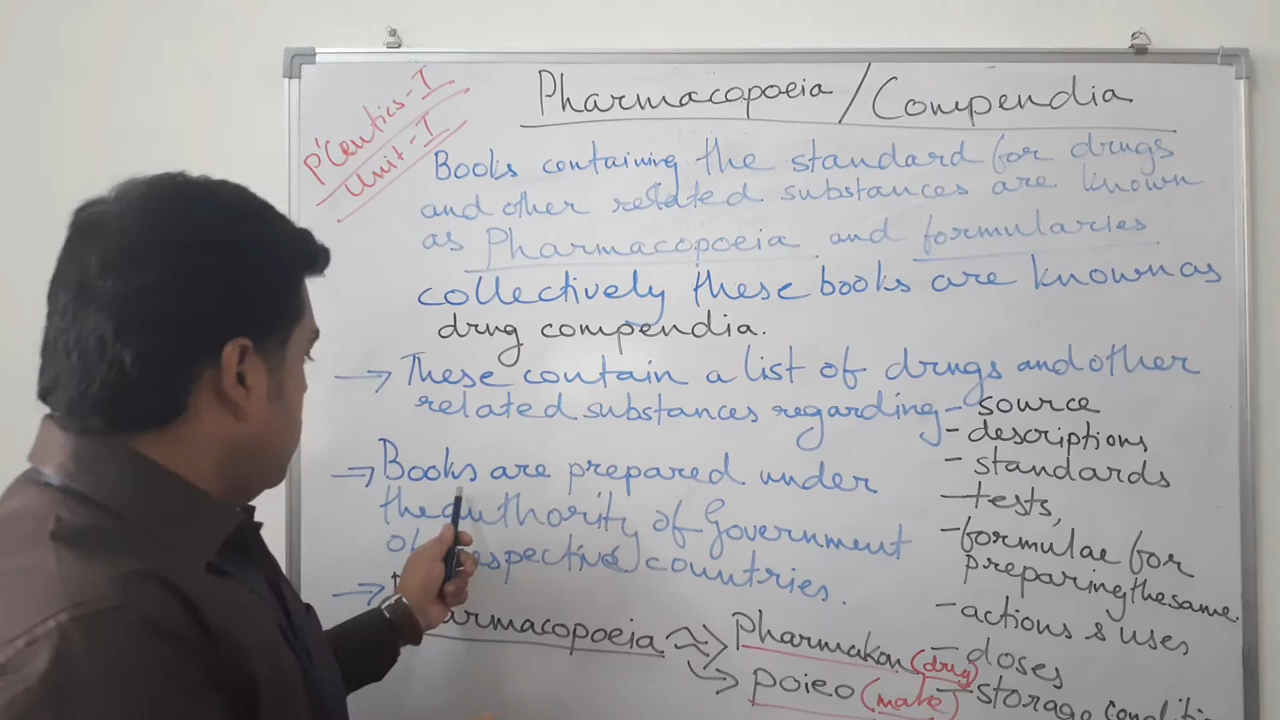 P'Ceutics-I
Unit-I
Pharmacopoeia/Compendia
Books containing the standard for drugs
and other related substances are known
as Pharmacopoeia and formularies
collectively these books are known as
drug compendia.
→ These contain a list of drugs and other
related substances regarding - source
- descriptions
- standards
- tests,
- formulae for
preparing the same
- actions & uses
- doses
- storage
→ Books are prepared under
the authority of Government
of respective countries.
→
armacopoeia ≈> Pharmakon (drug)
↳ poieo (make)